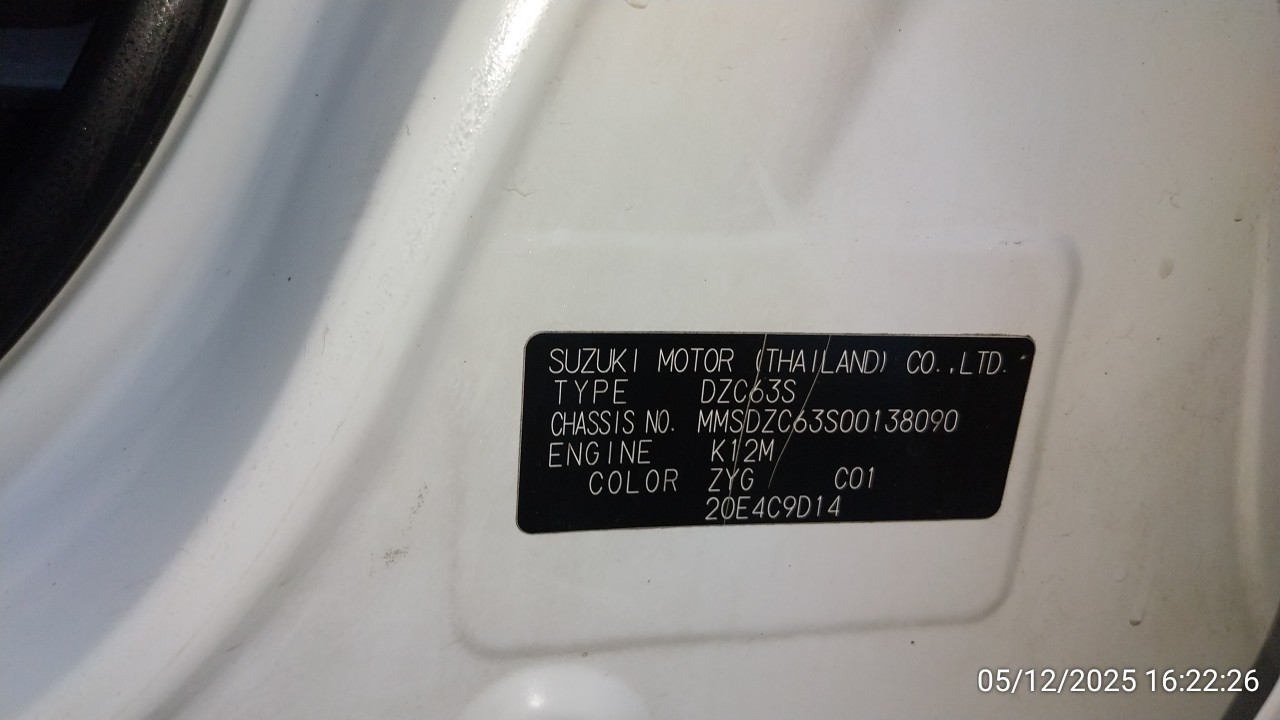 SUZUKI MOTOR (THAILAND) CO.,LTD.
TYPE DZC63S
CHASSIS NO. MMSDZC63S00138090
ENGINE K12M
COLOR ZYG C01
20E4C9D14
05/12/2025 16:22:26